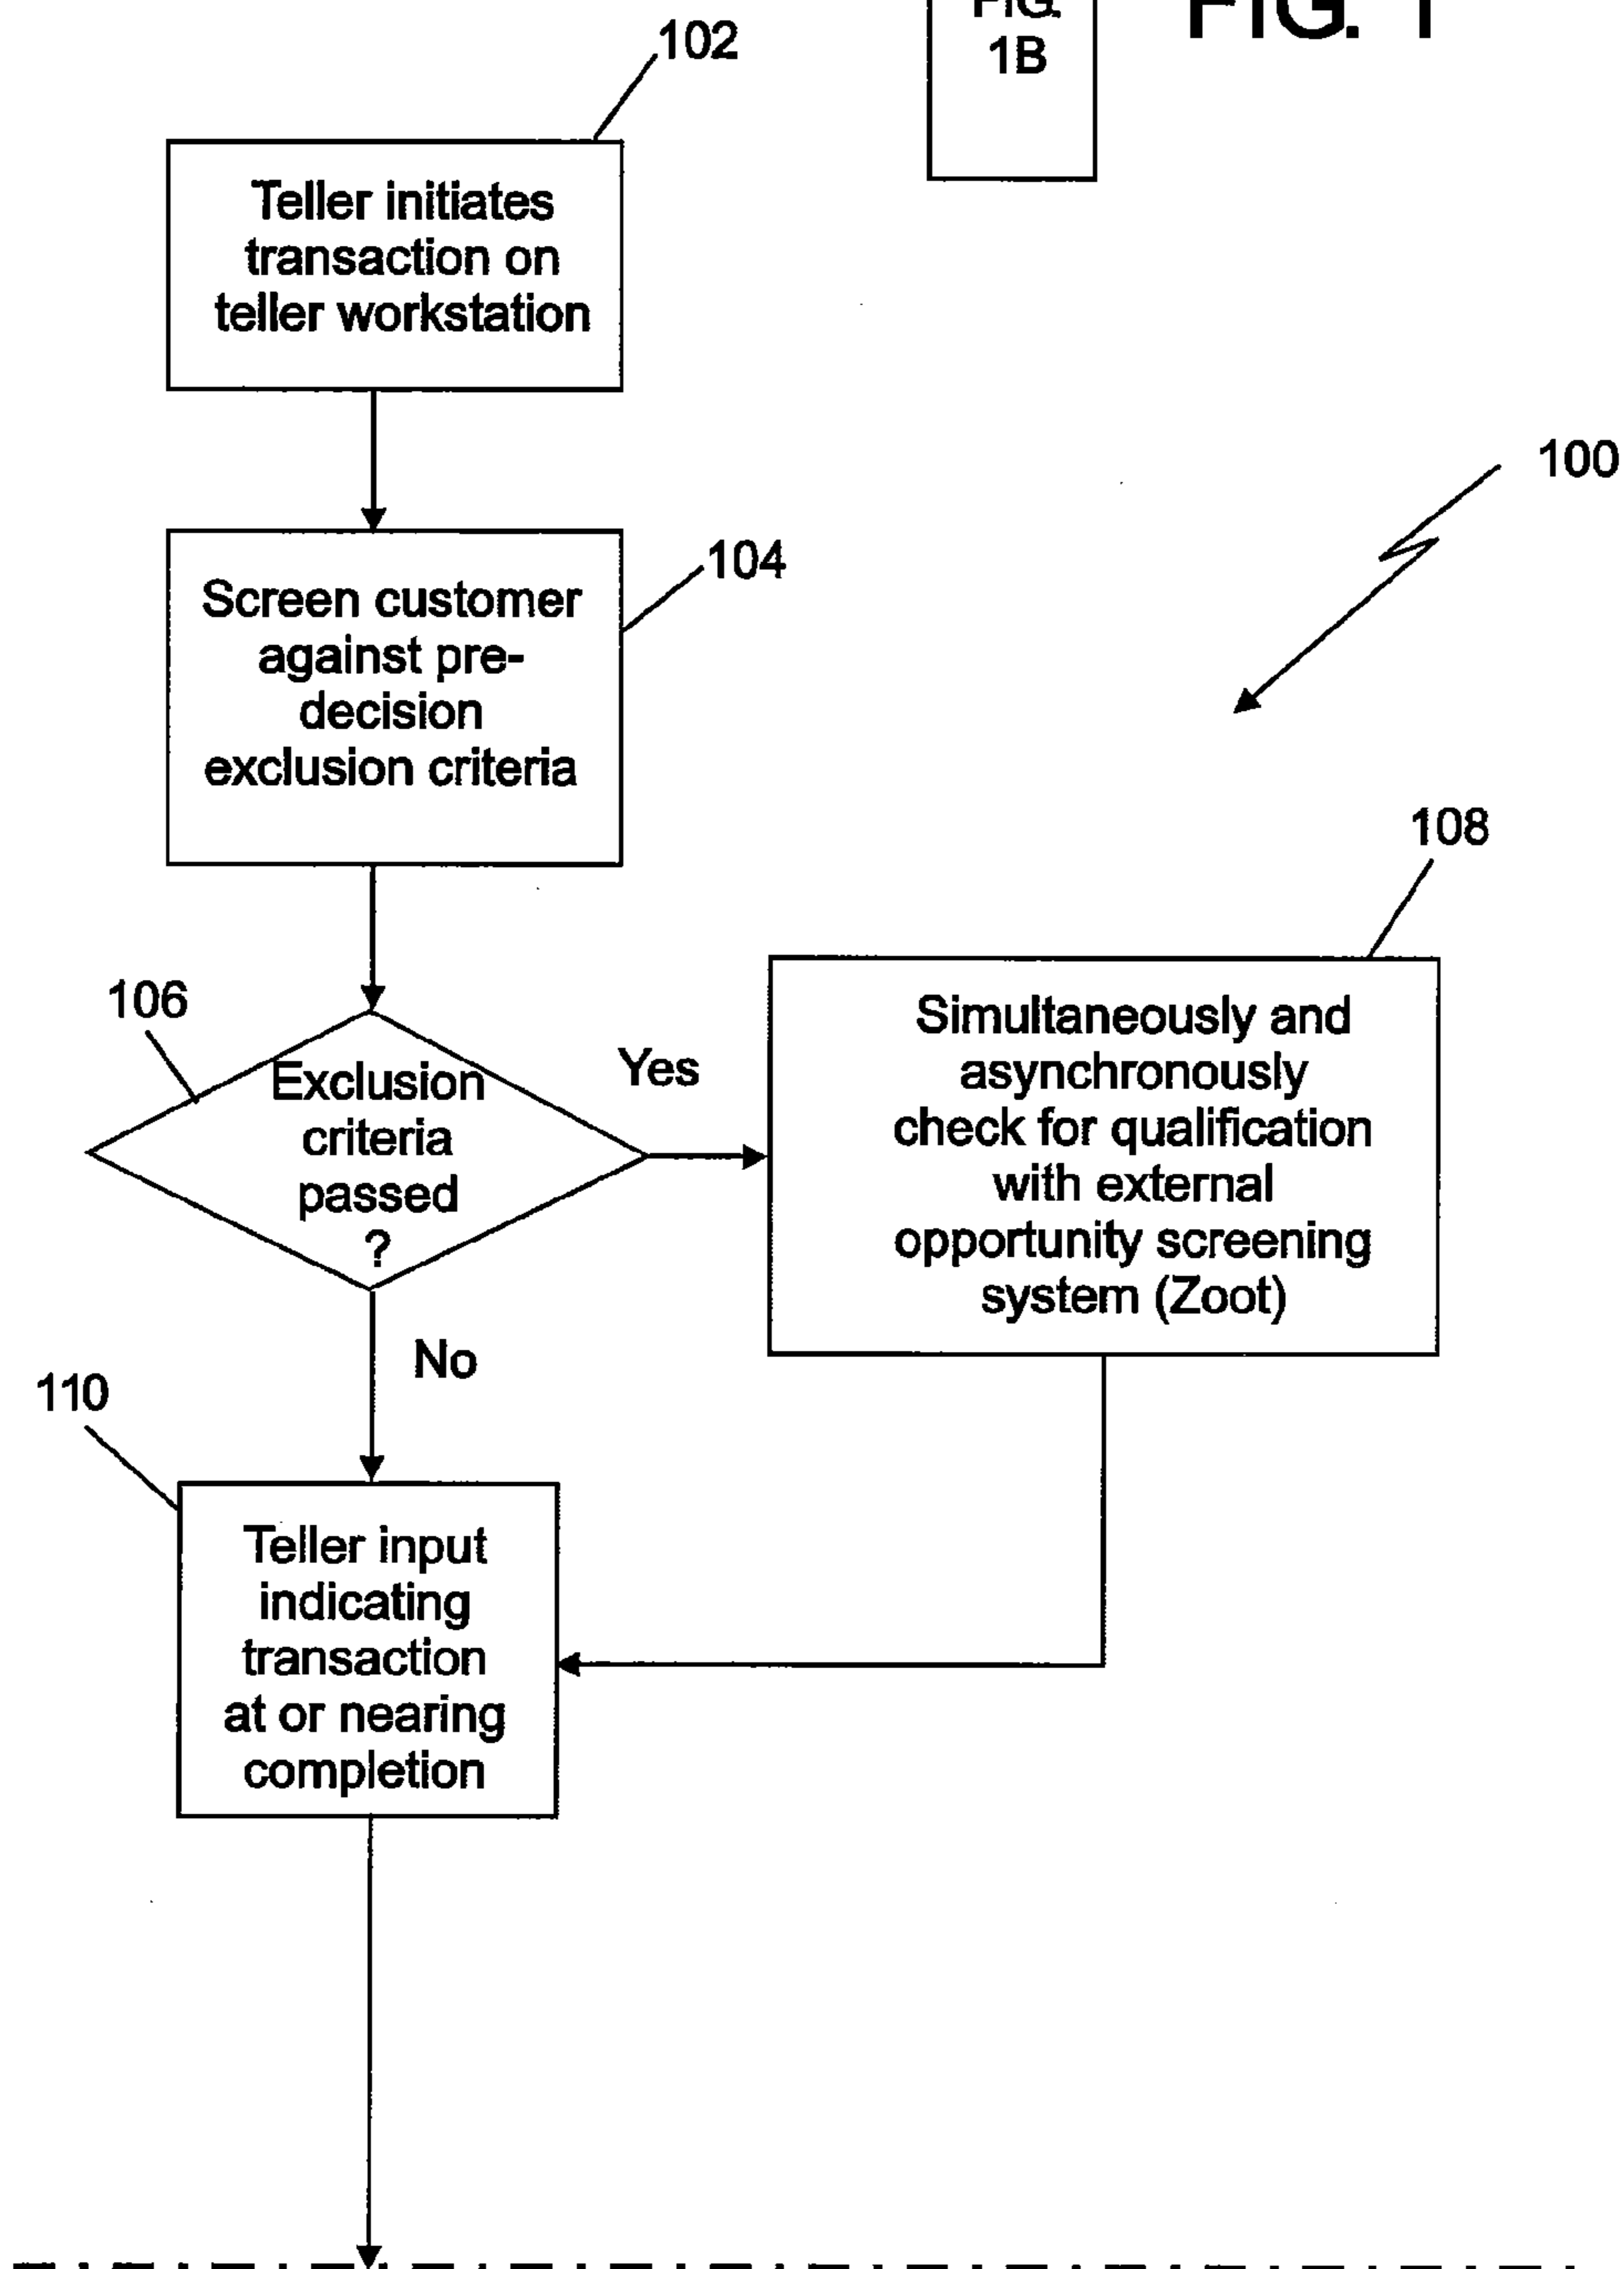 FIG.
1B
FIG. 1
102
Teller initiates
transaction on
teller workstation
100
104
Screen customer
against pre-
decision
exclusion criteria
108
106
Exclusion
criteria
passed
?
Yes
Simultaneously and
asynchronously
check for qualification
with external
opportunity screening
system (Zoot)
No
110
Teller input
indicating
transaction
at or nearing
completion